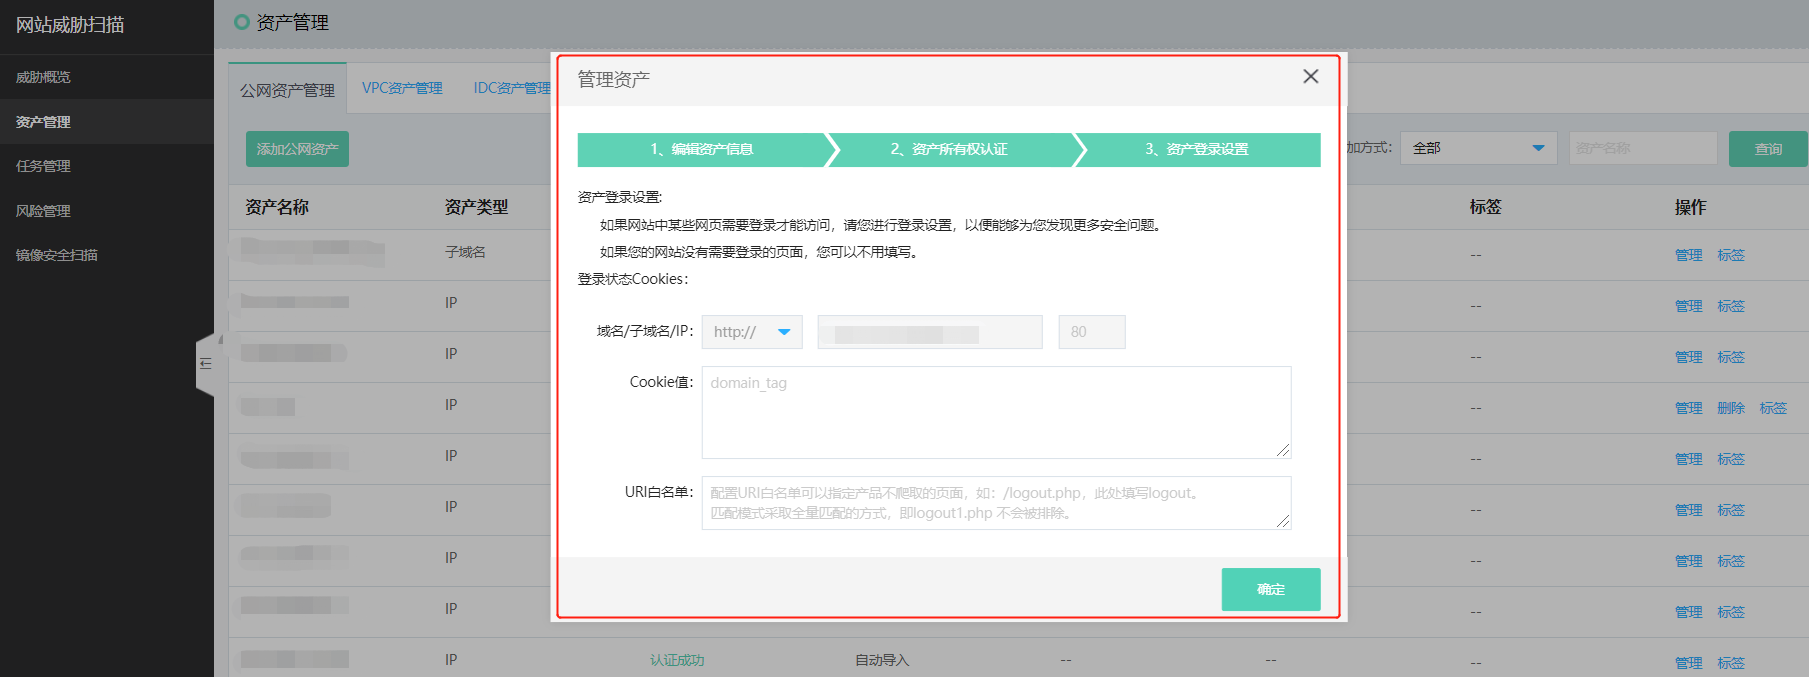 网站威胁扫描
威胁概览
资产管理
任务管理
风险管理
镜像安全扫描
资产管理
公网资产管理
VPC资产管理
IDC资产管理
添加公网资产
加方式：
全部
资产名称
查询
资产名称
资产类型
标签
操作
子域名
--
管理 标签
IP
--
管理 标签
IP
--
管理 标签
IP
--
管理 删除 标签
IP
--
管理 标签
IP
--
管理 标签
IP
--
管理 标签
IP
--
管理 标签
IP
认证成功
自动导入
--
--
--
管理 标签
管理资产
1、编辑资产信息
2、资产所有权认证
3、资产登录设置
资产登录设置:
如果网站中某些网页需要登录才能访问，请您进行登录设置，以便能够为您发现更多安全问题。
如果您的网站没有需要登录的页面，您可以不用填写。
登录状态Cookies：
域名/子域名/IP：
http://
80
Cookie值：
domain_tag
URI白名单：
配置URI白名单可以指定产品不爬取的页面，如：/logout.php，此处填写logout。
匹配模式采取全量匹配的方式，即logout1.php 不会被排除。
确定